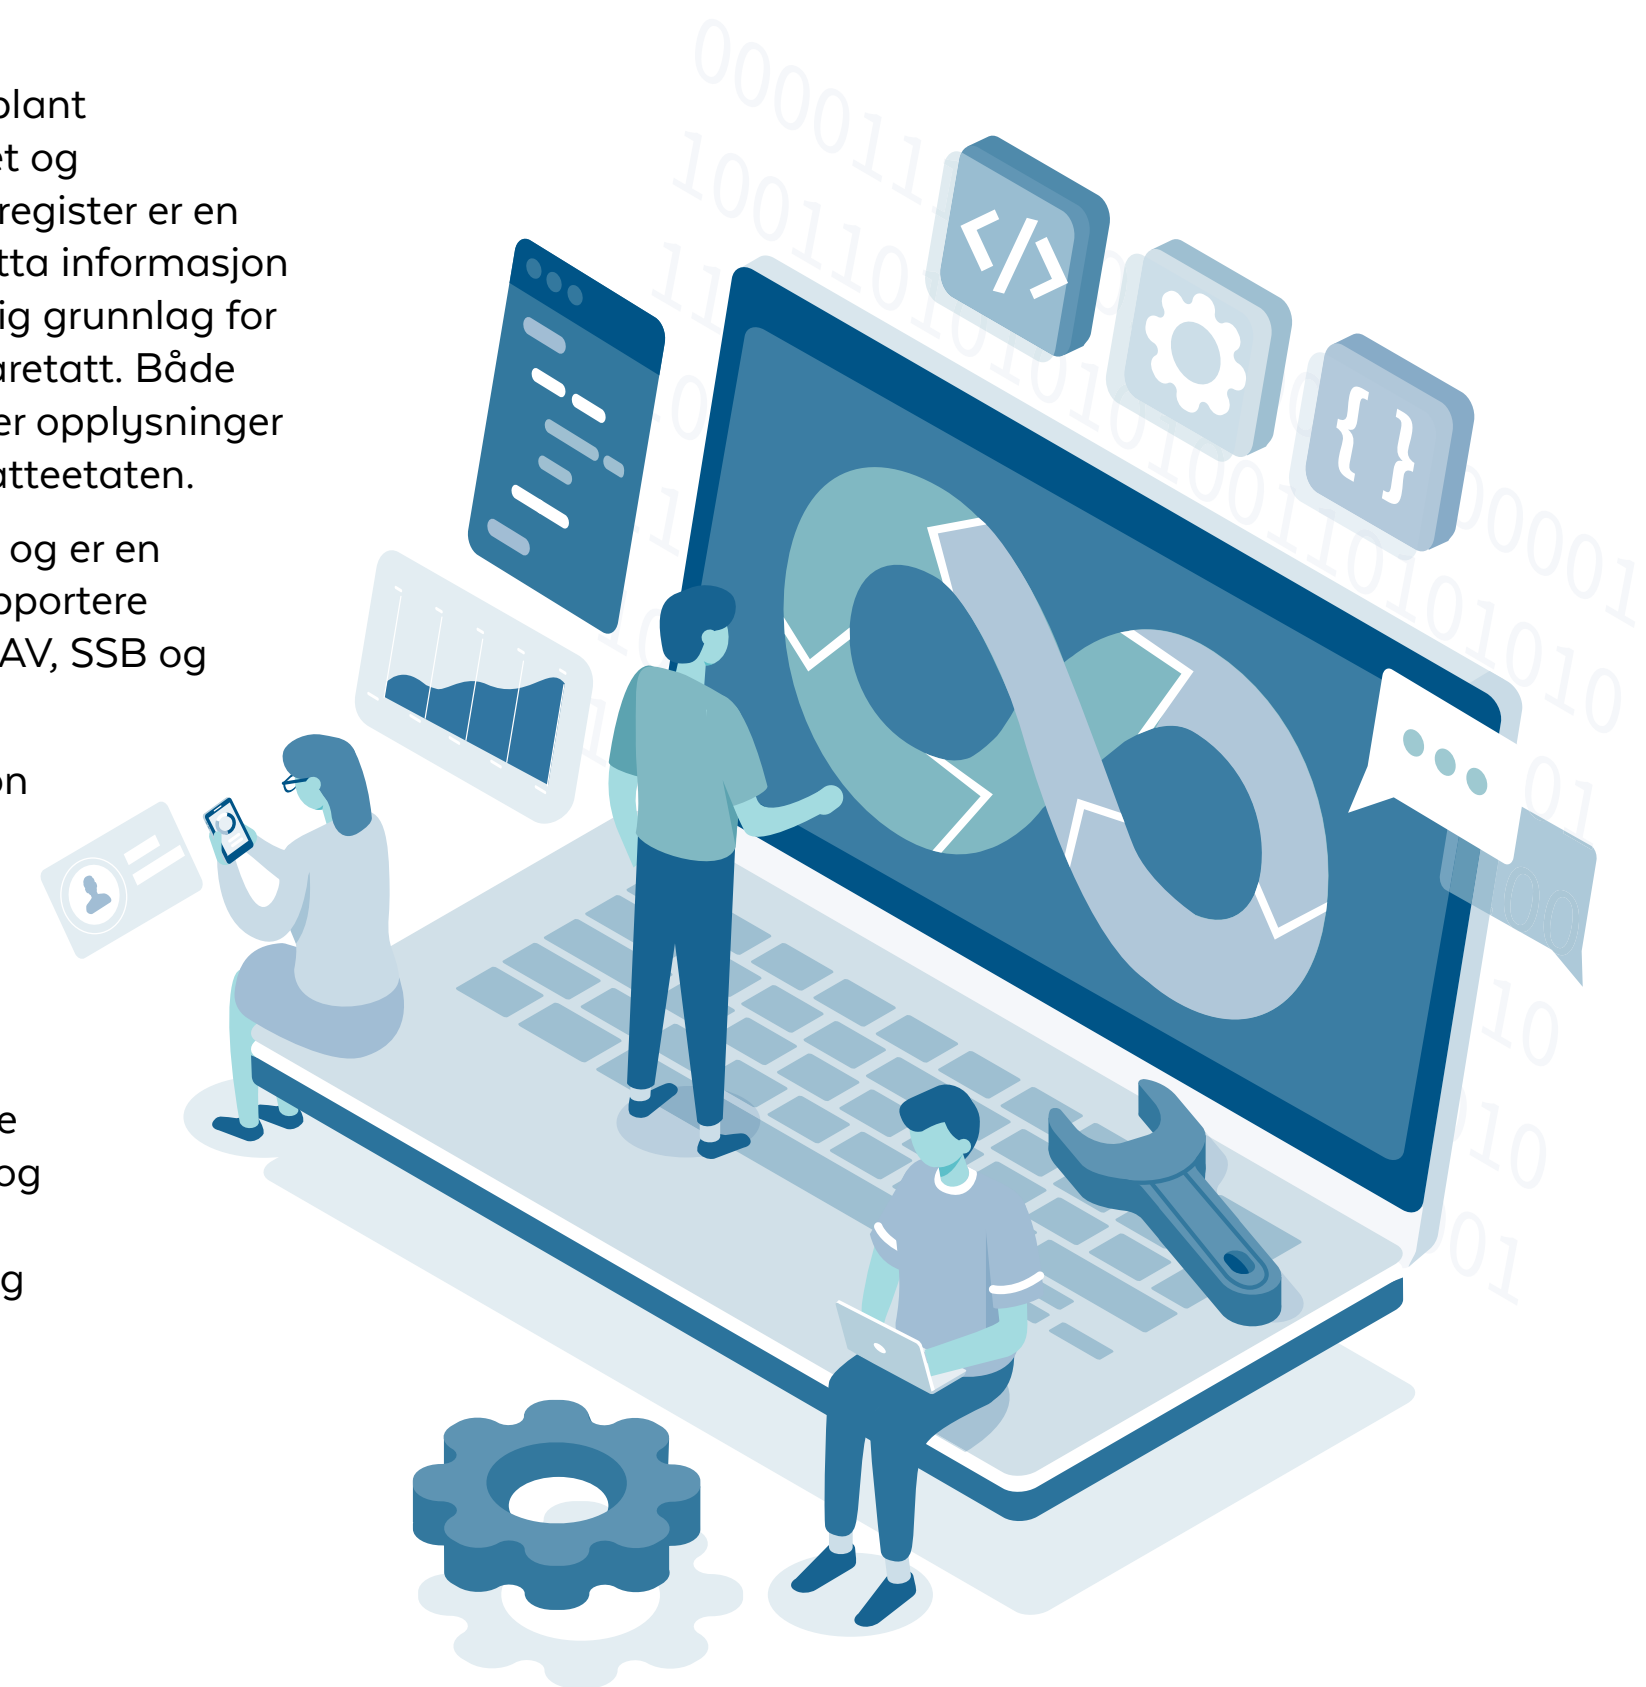 blant
et og
register er en
tta informasjon
ig grunnlag for
aretatt. Både
er opplysninger
atteetaten.
og er en
pportere
AV, SSB og
on
e
og
g